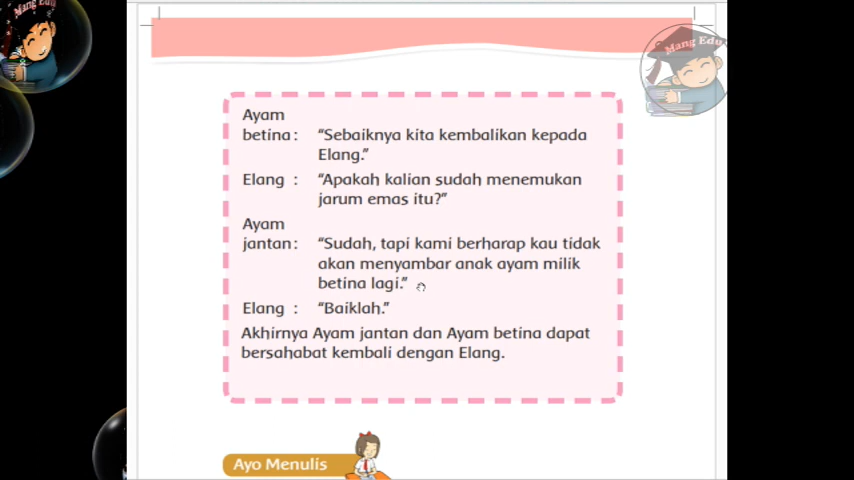 Mang Edu
Ayam
betina : “Sebaiknya kita kembalikan kepada
Elang.”
Elang : “Apakah kalian sudah menemukan
jarum emas itu?”
Ayam
jantan : “Sudah, tapi kami berharap kau tidak
akan menyambar anak ayam milik
betina lagi.”
Elang : “Baiklah.”
Akhirnya Ayam jantan dan Ayam betina dapat
bersahabat kembali dengan Elang.
Ayo Menulis